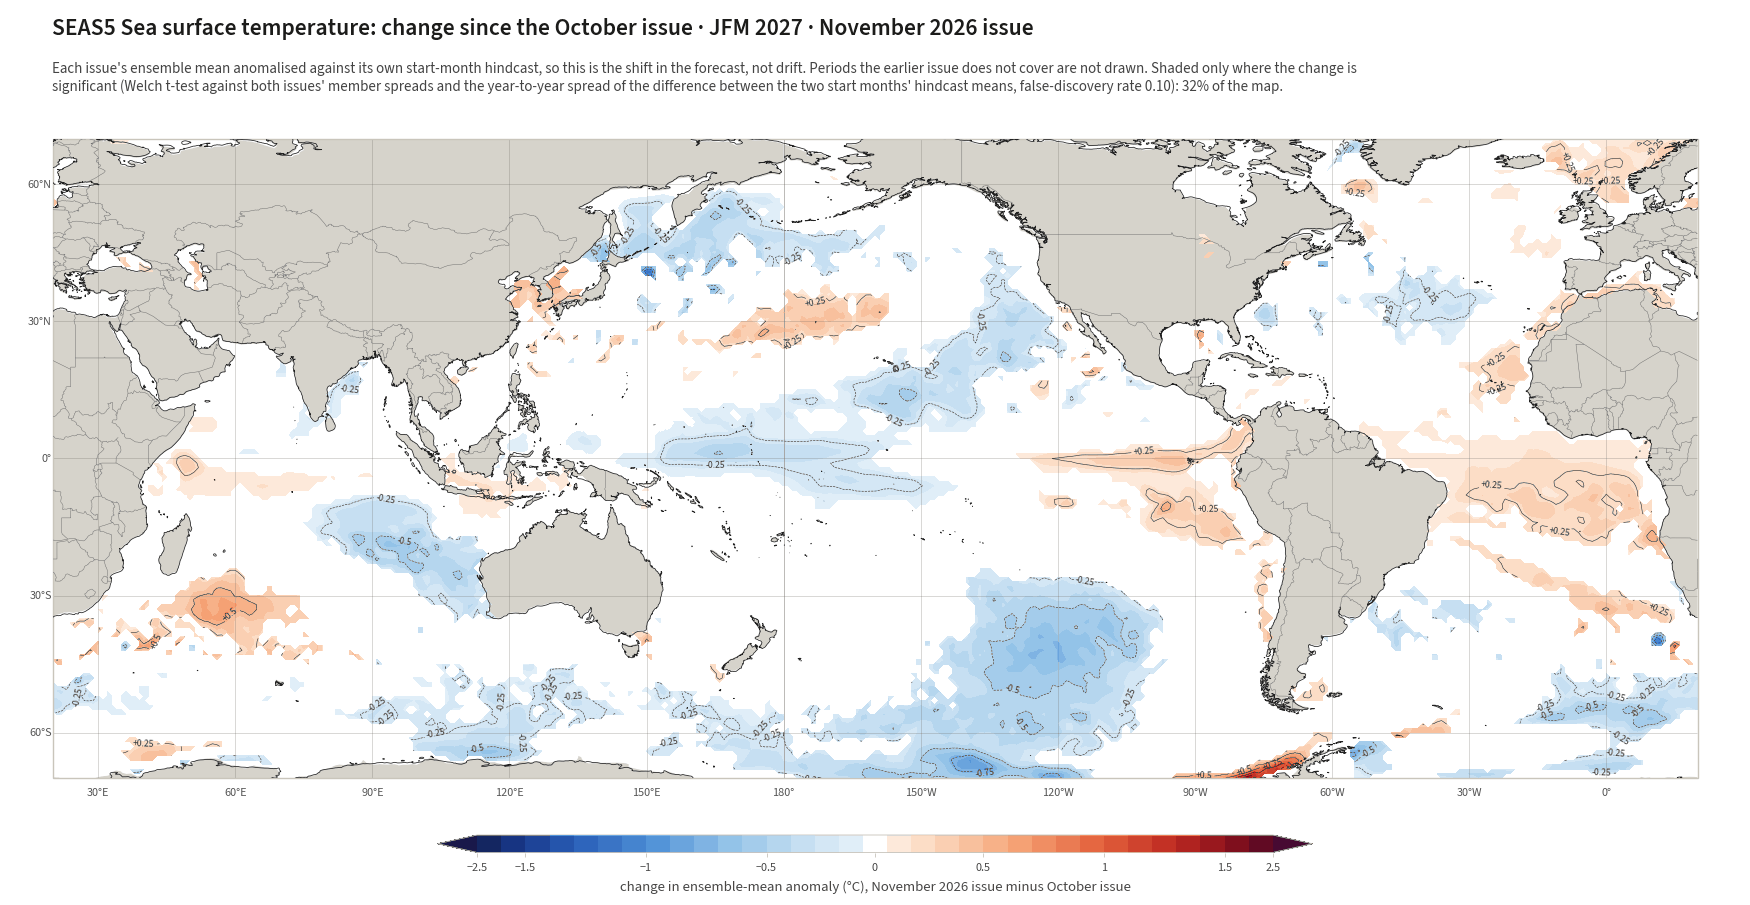 SEAS5 Sea surface temperature: change since the October issue · JFM 2027 · November 2026 issue
Each issue's ensemble mean anomalised against its own start-month hindcast, so this is the shift in the forecast, not drift. Periods the earlier issue does not cover are not drawn. Shaded only where the change is
significant (Welch t-test against both issues' member spreads and the year-to-year spread of the difference between the two start months' hindcast means, false-discovery rate 0.10): 32% of the map.
60°N
30°N
0°
30°S
60°S
30°E 60°E 90°E 120°E 150°E 180° 150°W 120°W 90°W 60°W 30°W 0°
−2.5 −1.5 −1 −0.5 0 0.5 1 1.5 2.5
change in ensemble-mean anomaly (°C), November 2026 issue minus October issue